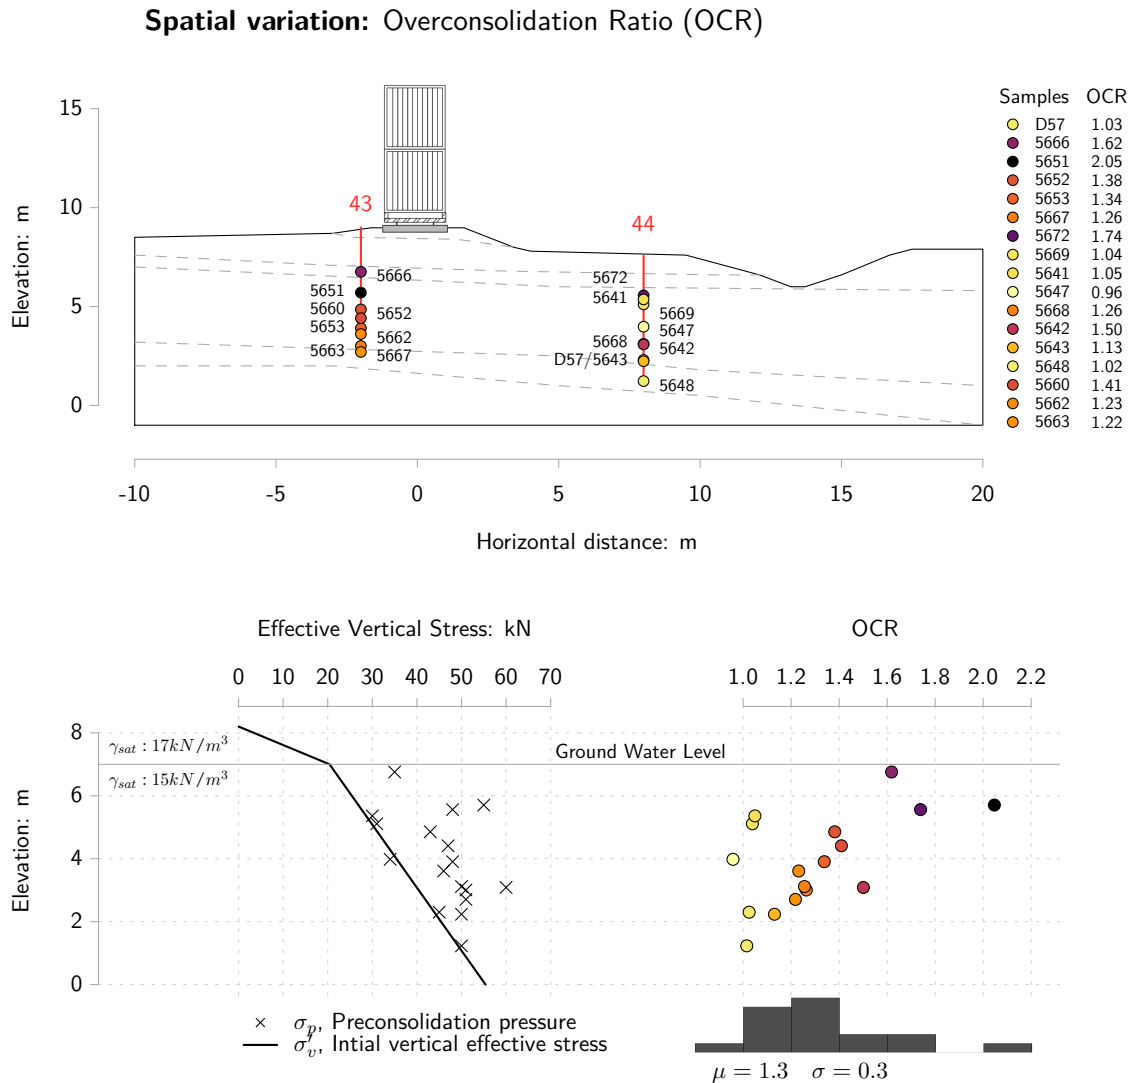 Spatial variation: Overconsolidation Ratio (OCR)
Samples OCR
D57 1.03
5666 1.62
5651 2.05
5652 1.38
5653 1.34
5667 1.26
5672 1.74
5669 1.04
5641 1.05
5647 0.96
5668 1.26
5642 1.50
5643 1.13
5648 1.02
5660 1.41
5662 1.23
5663 1.22
Elevation: m
15
10
5
0
43
44
5666
5651
5660
5652
5653
5662
5663
5667
5672
5641
5669
5647
5668
5642
D57/5643
5648
-10 -5 0 5 10 15 20
Horizontal distance: m
Effective Vertical Stress: kN
0 10 20 30 40 50 60 70
OCR
1.0 1.2 1.4 1.6 1.8 2.0 2.2
Elevation: m
8
6
4
2
0
γsat : 17kN/m³
γsat : 15kN/m³
Ground Water Level
σp, Preconsolidation pressure
σ′v, Intial vertical effective stress
μ = 1.3 σ = 0.3